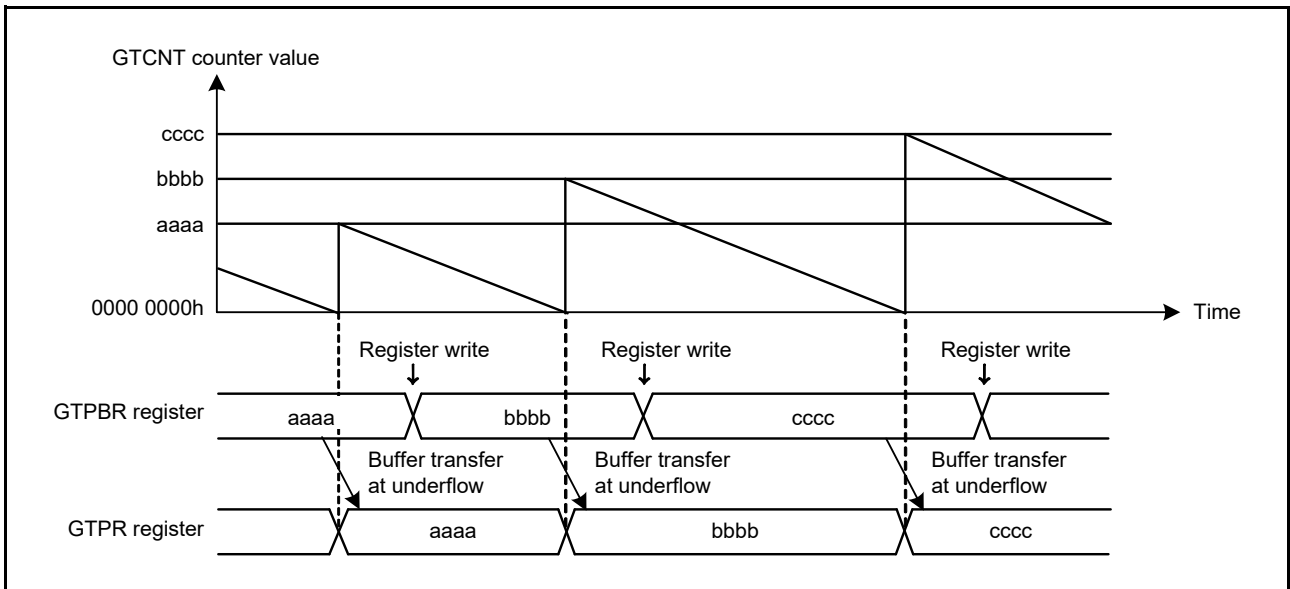 GTCNT counter value
cccc
bbbb
aaaa
0000 0000h
Time
Register write
Register write
Register write
GTPBR register
aaaa
bbbb
cccc
Buffer transfer
at underflow
Buffer transfer
at underflow
Buffer transfer
at underflow
GTPR register
aaaa
bbbb
cccc